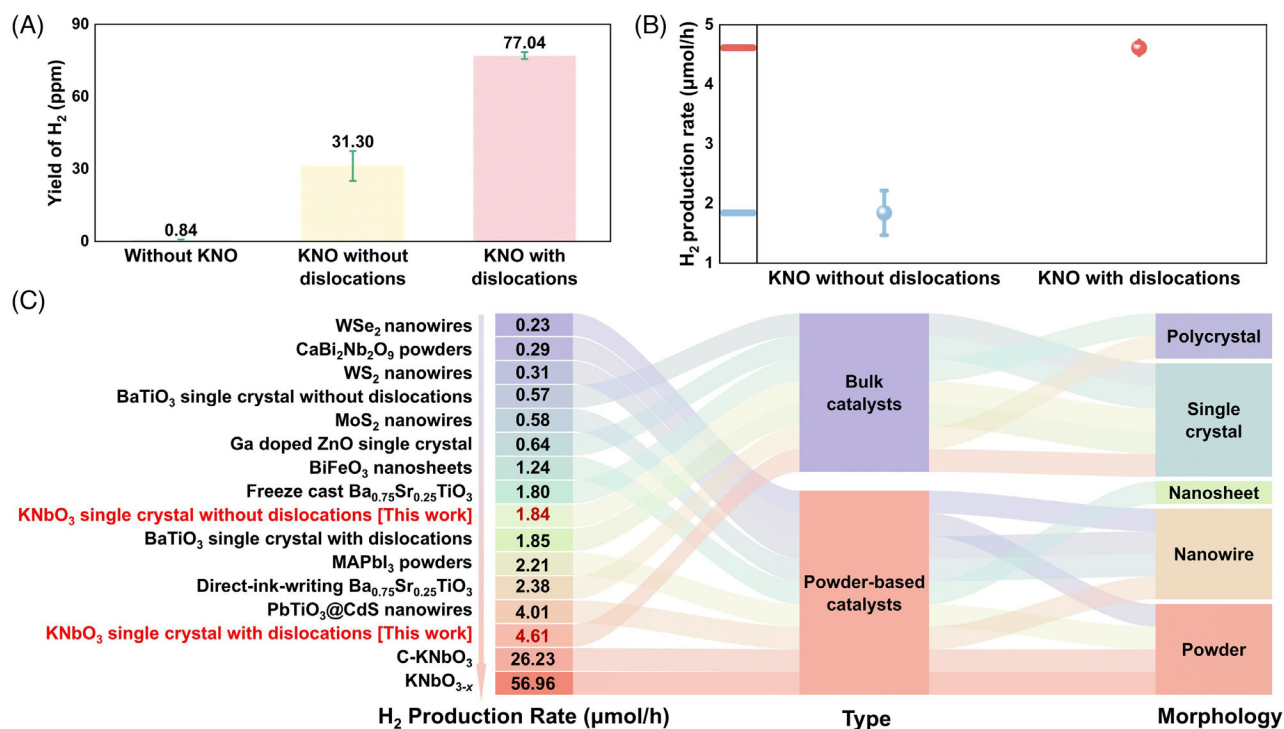 (A)
Yield of H₂ (ppm)
90
60
30
0
0.84
31.30
77.04
Without KNO
KNO without
dislocations
KNO with
dislocations
(B)
H₂ production rate (μmol/h)
5
4
3
2
1
KNO without dislocations
KNO with dislocations
(C)
WSe₂ nanowires 0.23
CaBi₂Nb₂O₉ powders 0.29
WS₂ nanowires 0.31
BaTiO₃ single crystal without dislocations 0.57
MoS₂ nanowires 0.58
Ga doped ZnO single crystal 0.64
BiFeO₃ nanosheets 1.24
Freeze cast Ba₀.₇₅Sr₀.₂₅TiO₃ 1.80
KNbO₃ single crystal without dislocations [This work] 1.84
BaTiO₃ single crystal with dislocations 1.85
MAPbI₃ powders 2.21
Direct-ink-writing Ba₀.₇₅Sr₀.₂₅TiO₃ 2.38
PbTiO₃@CdS nanowires 4.01
KNbO₃ single crystal with dislocations [This work] 4.61
C-KNbO₃ 26.23
KNbO₃₋ₓ 56.96
H₂ Production Rate (μmol/h)
Bulk
catalysts
Powder-based
catalysts
Type
Polycrystal
Single
crystal
Nanosheet
Nanowire
Powder
Morphology